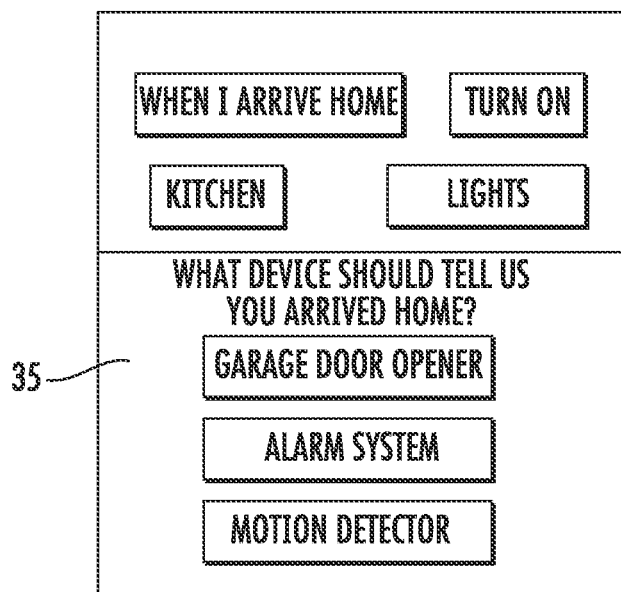 WHEN I ARRIVE HOME TURN ON
KITCHEN LIGHTS
WHAT DEVICE SHOULD TELL US
YOU ARRIVED HOME?
GARAGE DOOR OPENER
35
ALARM SYSTEM
MOTION DETECTOR